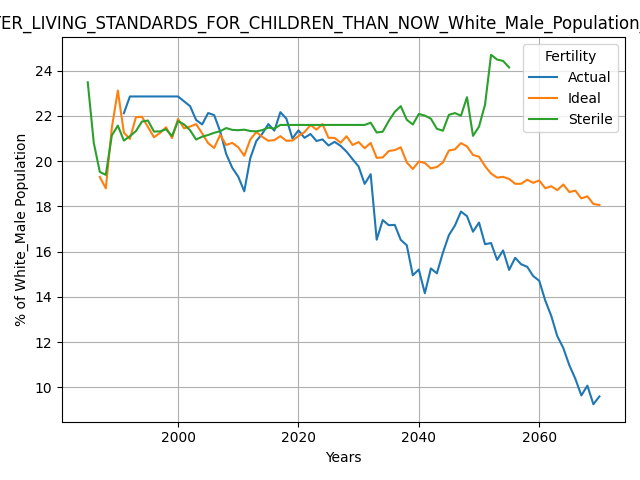 TER_LIVING_STANDARDS_FOR_CHILDREN_THAN_NOW_White_Male_Population_
Fertility
Actual
Ideal
Sterile
% of White_Male Population
24
22
20
18
16
14
12
10
2000 2020 2040 2060
Years